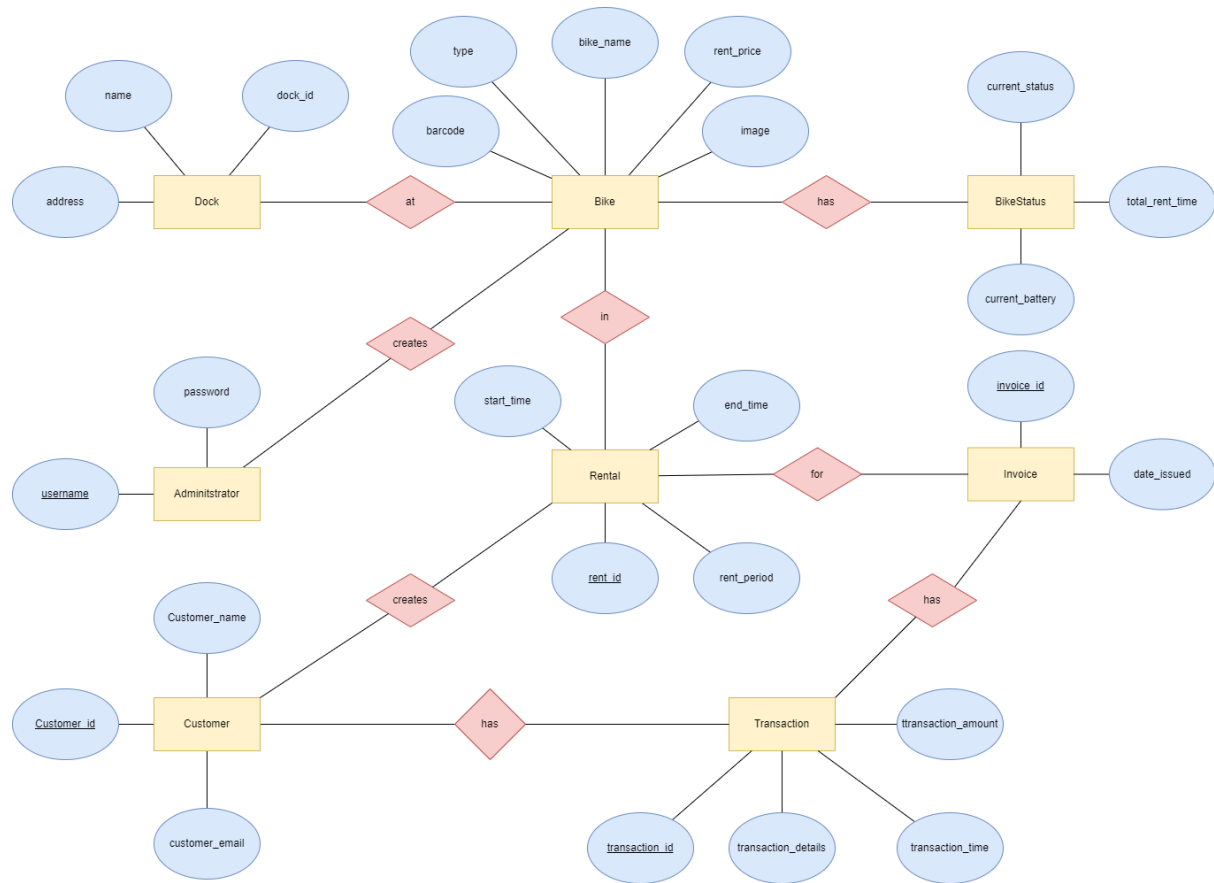 bike_name
type
rent_price
current_status
name
dock_id
barcode
image
address
Dock
at
Bike
has
BikeStatus
total_rent_time
current_battery
in
creates
password
invoice_id
start_time
end_time
username
Adminitstrator
Rental
for
Invoice
date_issued
rent_id
rent_period
creates
has
Customer_name
Customer_id
Customer
has
Transaction
ttransaction_amount
customer_email
transaction_id
transaction_details
transaction_time